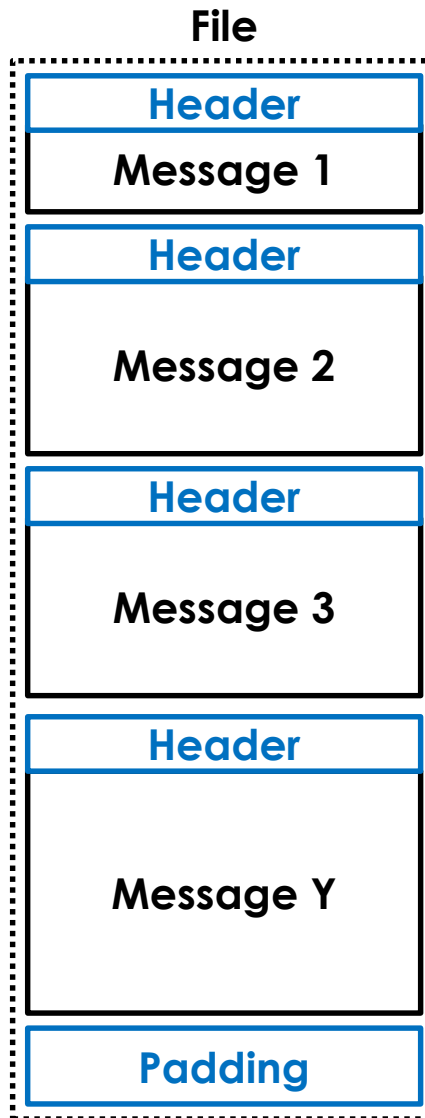 File
Header
Message 1
Header
Message 2
Header
Message 3
Header
Message Y
Padding